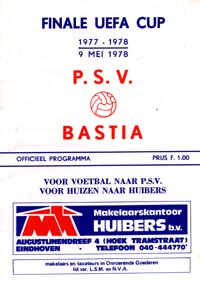 FINALE UEFA CUP
1977 - 1978
9 MEI 1978
P. S. V.
BASTIA
OFFICIEEL PROGRAMMA PRIJS F. 1.00
VOOR VOETBAL NAAR P.S.V.
VOOR HUIZEN NAAR HUIBERS
Makelaarskantoor
HUIBERS b.v.
AUGUSTIJNENDREEF 4 (HOEK TRAMSTRAAT)
EINDHOVEN - TELEFOON 040-444770*
makelaars en taxateurs in Onroerende Goederen
lid ver. L.S.M. en N.V.A.